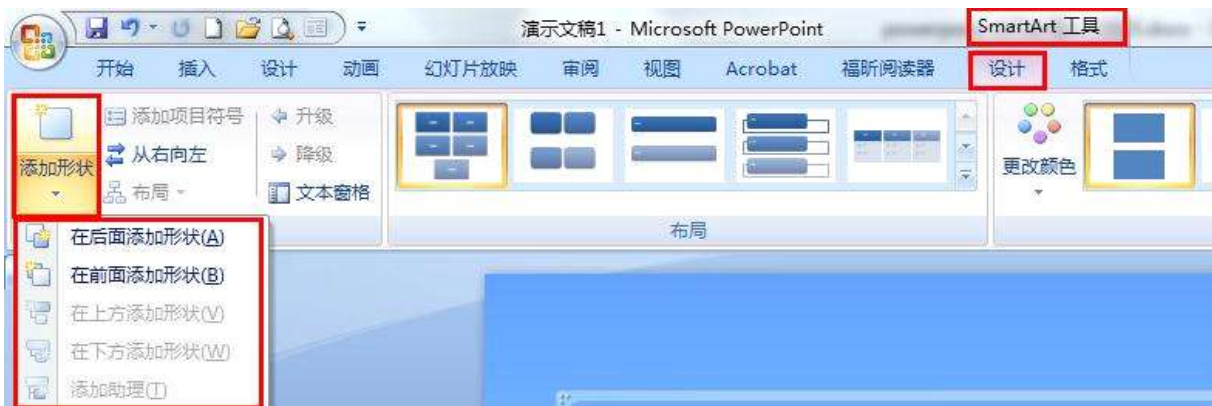 演示文稿1 - Microsoft PowerPoint
SmartArt 工具
开始 插入 设计 动画 幻灯片放映 审阅 视图 Acrobat 福昕阅读器 设计 格式
添加形状
添加项目符号
从右向左
布局
升级
降级
文本窗格
更改颜色
布局
在后面添加形状(A)
在前面添加形状(B)
在上方添加形状(V)
在下方添加形状(W)
添加助理(T)